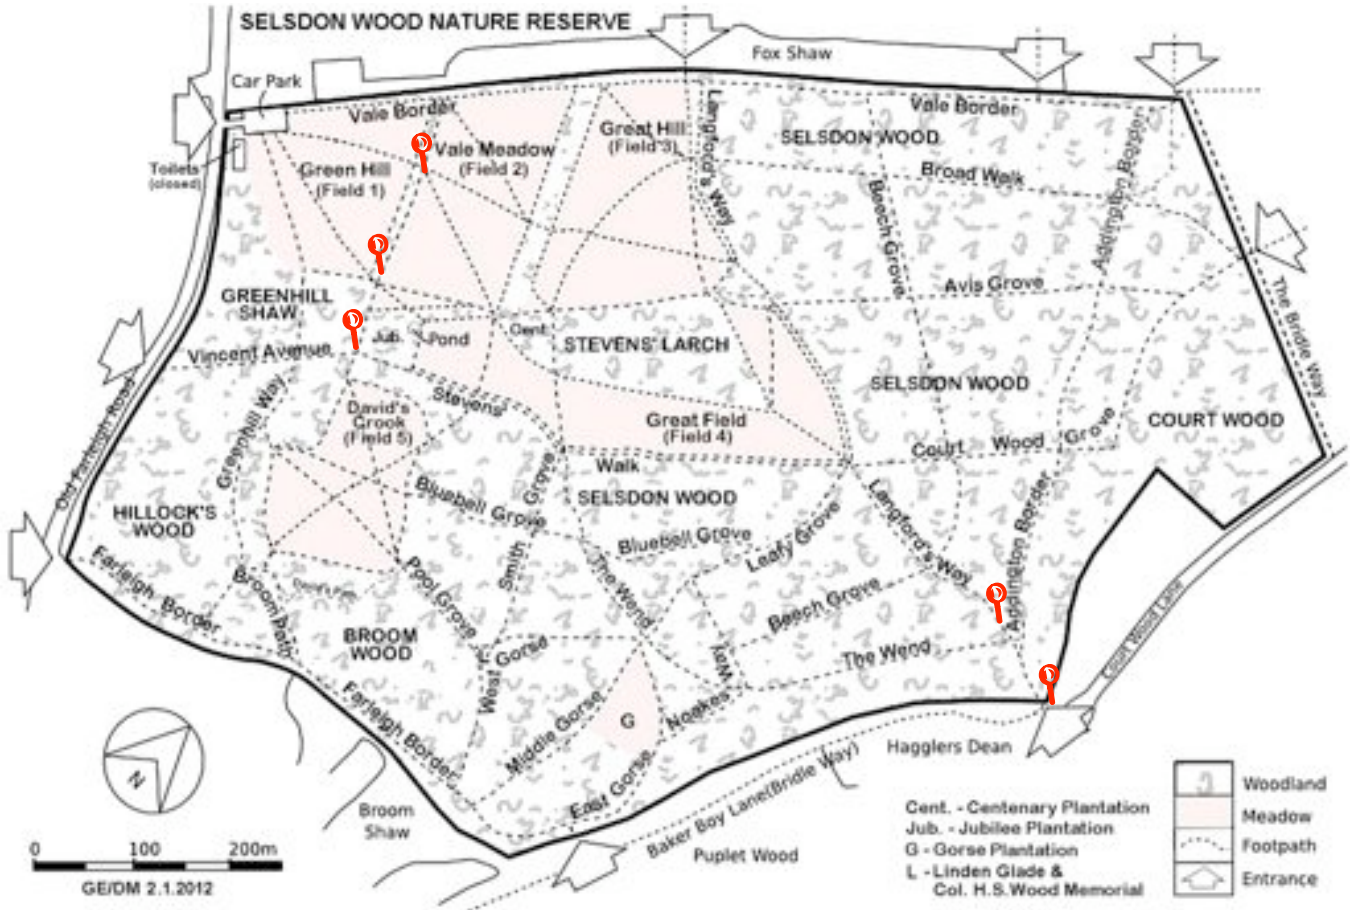 SELSDON WOOD NATURE RESERVE
Fox Shaw
Car Park
Vale Border
Vale Border
Toilets
(closed)
Green Hill
(Field 1)
Vale Meadow
(Field 2)
Great Hill
(Field 3)
Langford's Way
SELSDON WOOD
Broad Walk
Beech Grove
Addington Border
Avis Grove
The Bridle Way
GREENHILL
SHAW
Vincent Avenue
Jub.
Pond
Cent.
STEVENS' LARCH
SELSDON WOOD
COURT WOOD
Old Farleigh Road
Greenhill Way
David's
Crook
(Field 5)
Stevens'
Walk
Great Field
(Field 4)
Court Wood Grove
HILLOCK'S
WOOD
Bluebell Grove
Smith Grove
SELSDON WOOD
Bluebell Grove
Leafy Grove
Langford's Way
Addington Border
Farleigh Border
Broom Path
Pool Grove
The Wend
Beech Grove
The Wend
BROOM
WOOD
L
West Gorse
Middle Gorse
G
Noakes Way
East Gorse
Farleigh Border
Court Wood Lane
Hagglers Dean
Baker Boy Lane(Bridle Way)
Puplet Wood
Broom
Shaw
N
0 100 200m
GE/DM 2.1.2012
Cent. - Centenary Plantation
Jub. - Jubilee Plantation
G - Gorse Plantation
L - Linden Glade &
Col. H.S.Wood Memorial
Woodland
Meadow
Footpath
Entrance